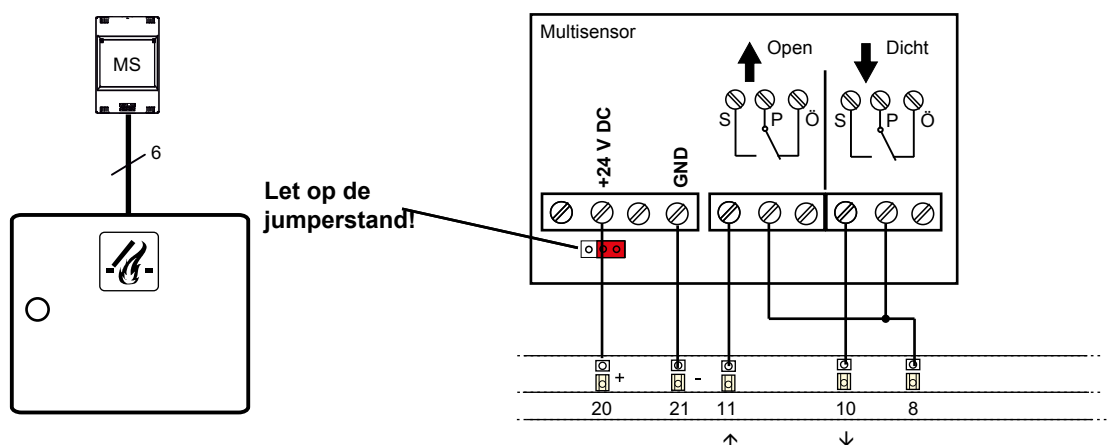 MS
6
Let op de
jumperstand!
Multisensor
Open
Dicht
S P Ö
S P Ö
+24 V DC
GND
+ -
20 21 11 10 8